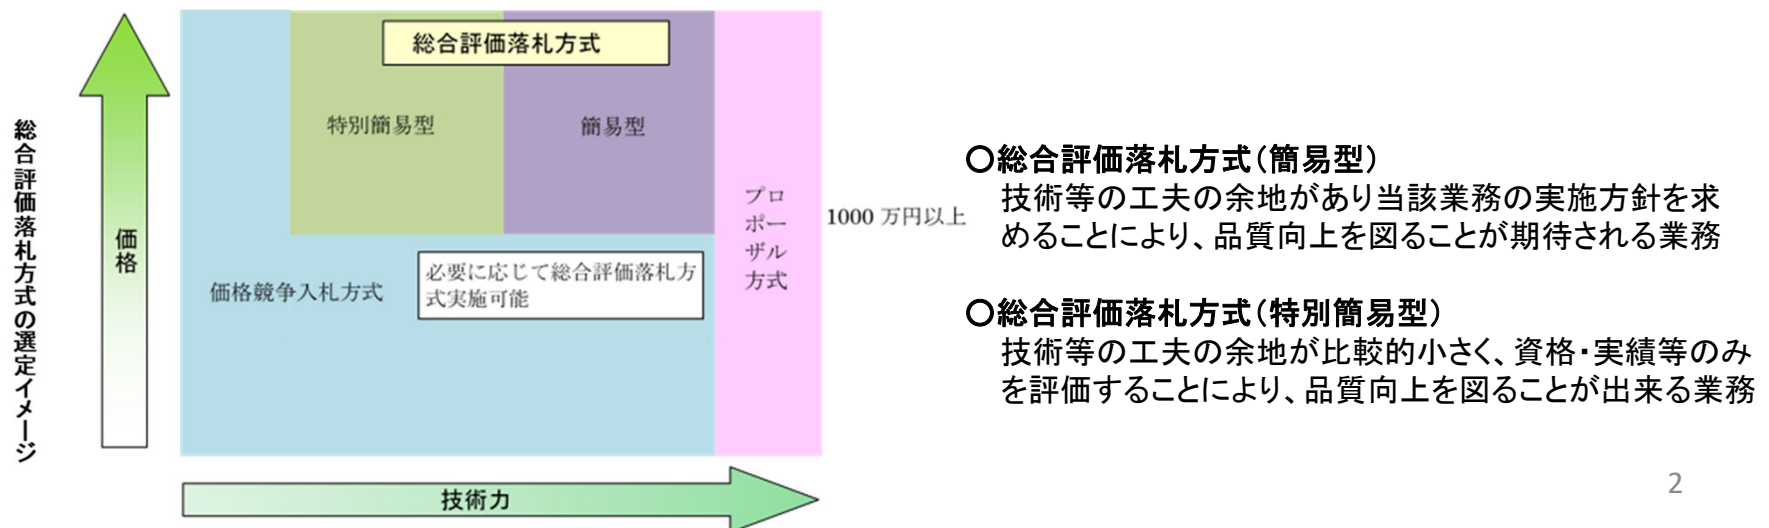 総合評価落札方式の選定イメージ
価格
総合評価落札方式
特別簡易型
簡易型
価格競争入札方式
必要に応じて総合評価落札方
式実施可能
プロ
ポー
ザル
方式
1000 万円以上
技術力
○総合評価落札方式(簡易型)
技術等の工夫の余地があり当該業務の実施方針を求
めることにより、品質向上を図ることが期待される業務
○総合評価落札方式(特別簡易型)
技術等の工夫の余地が比較的小さく、資格・実績等のみ
を評価することにより、品質向上を図ることが出来る業務
2